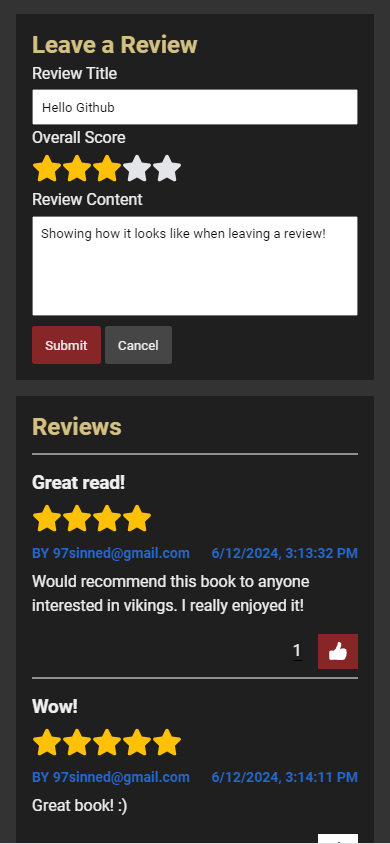 Leave a Review
Review Title
Hello Github
Overall Score
Review Content
Showing how it looks like when leaving a review!
Submit Cancel
Reviews
Great read!
BY 97sinned@gmail.com 6/12/2024, 3:13:32 PM
Would recommend this book to anyone
interested in vikings. I really enjoyed it!
1
Wow!
BY 97sinned@gmail.com 6/12/2024, 3:14:11 PM
Great book! :)